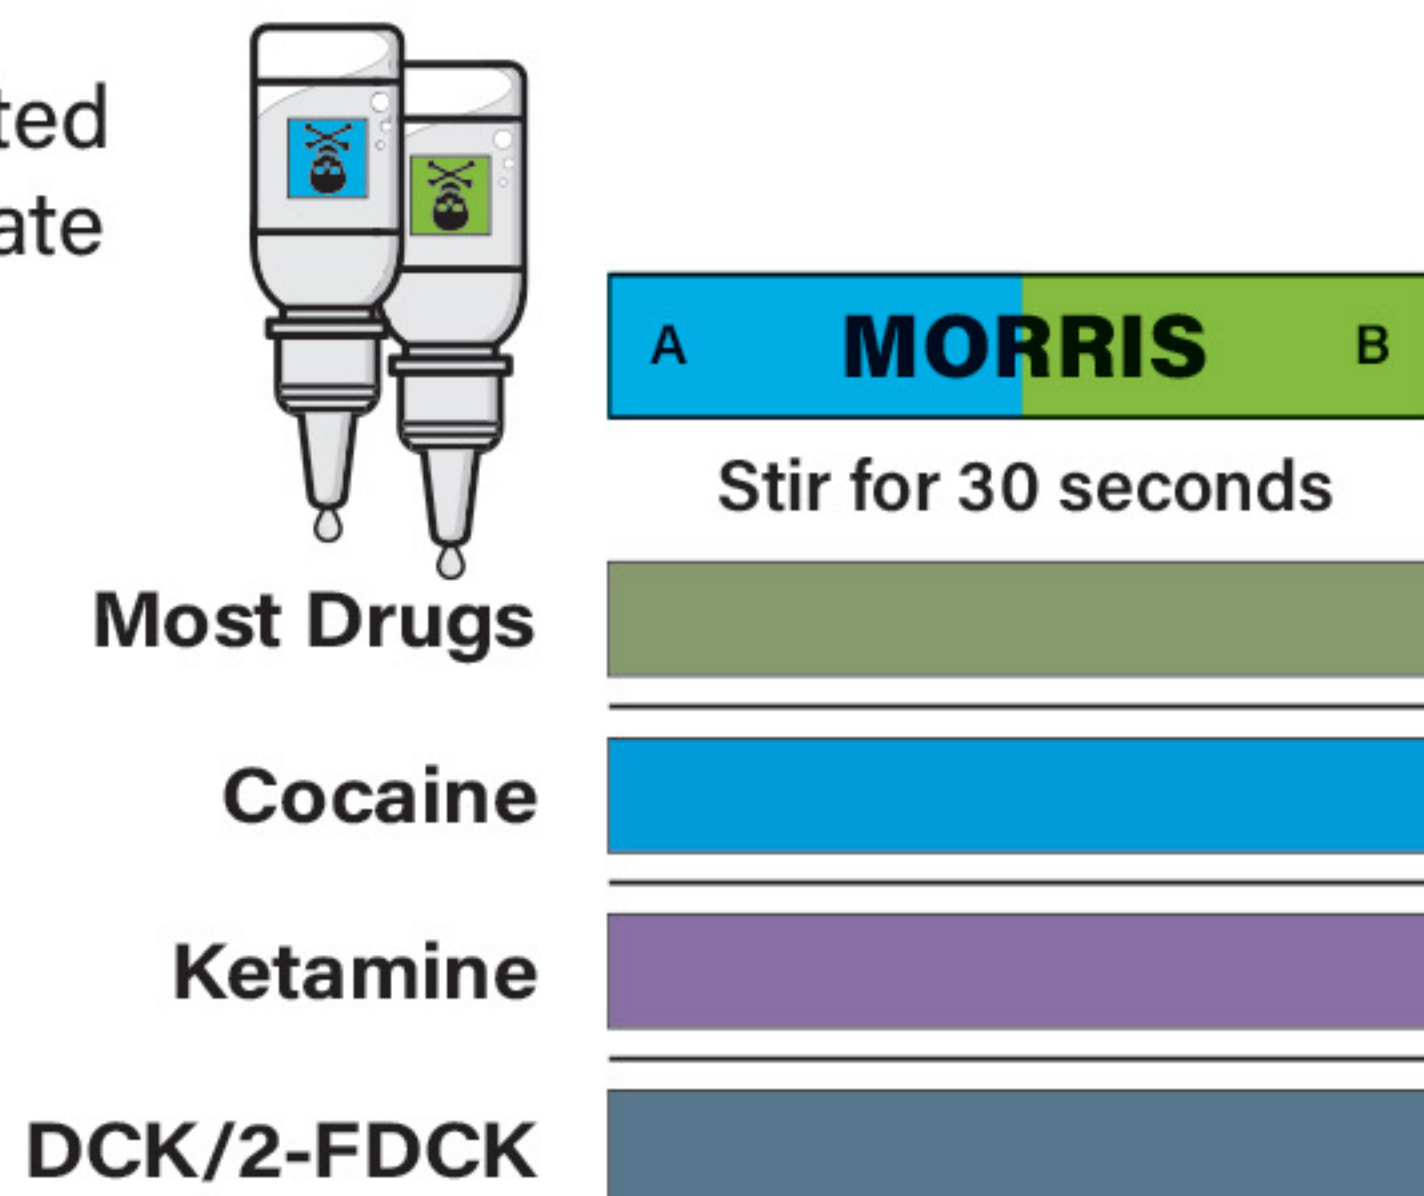 ted
ate
A MORRIS B
Stir for 30 seconds
Most Drugs
Cocaine
Ketamine
DCK/2-FDCK